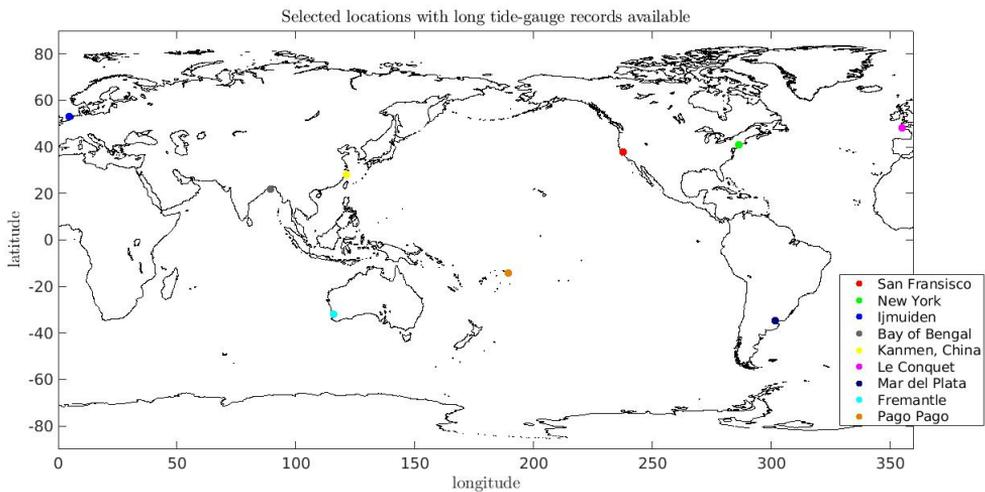 Selected locations with long tide-gauge records available
80
60
40
20
0
-20
-40
-60
-80
latitude
0
50
100
150
200
250
300
350
longitude
San Fransisco
New York
Ijmuiden
Bay of Bengal
Kanmen, China
Le Conquet
Mar del Plata
Fremantle
Pago Pago